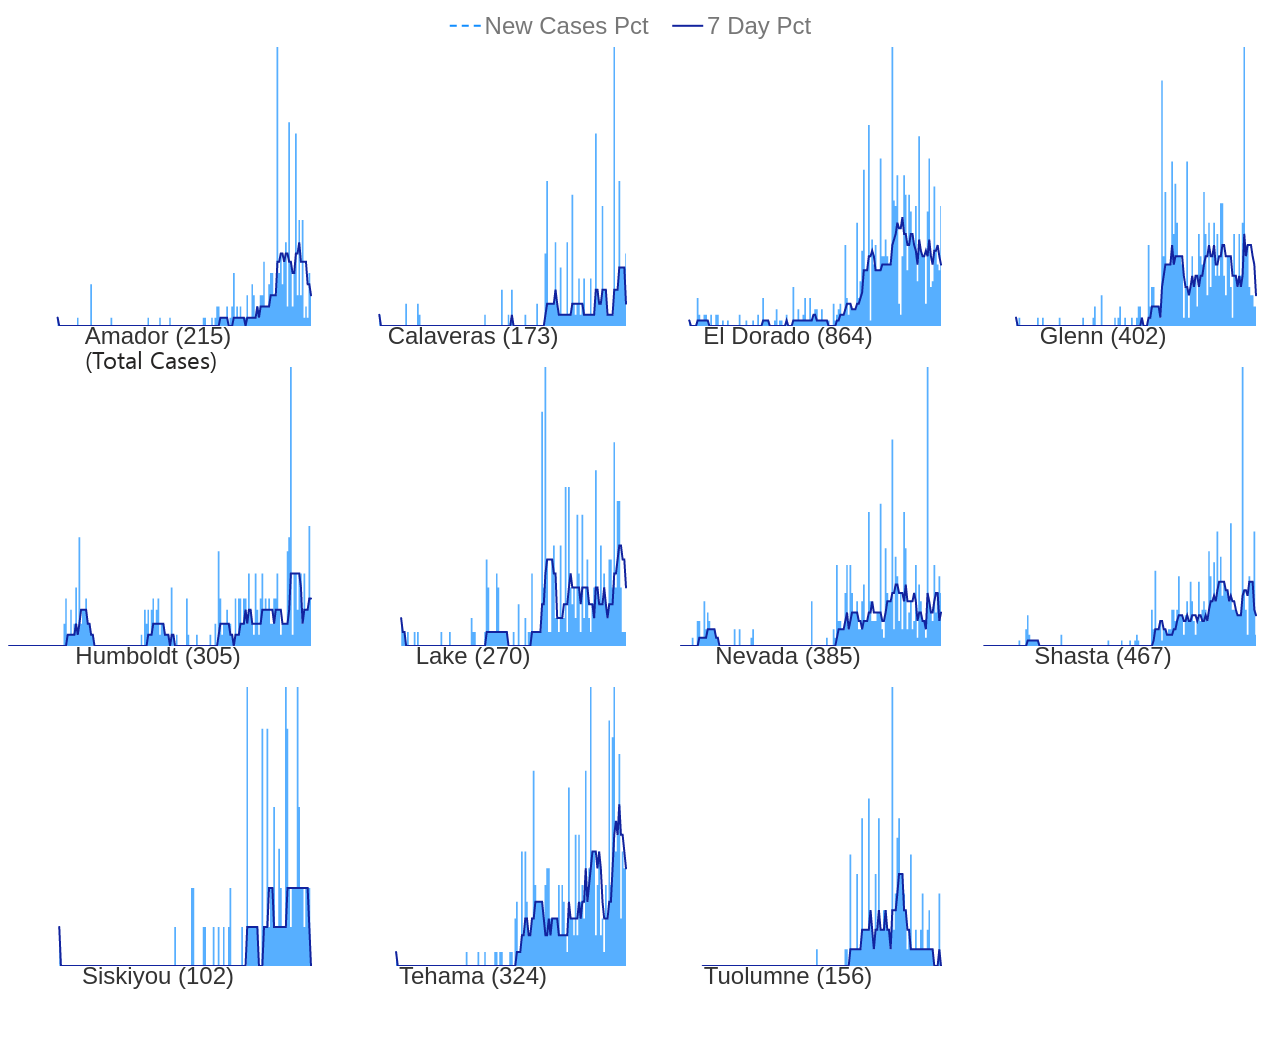 New Cases Pct 7 Day Pct
Amador (215) Calaveras (173) El Dorado (864) Glenn (402)
(Total Cases)
Humboldt (305) Lake (270) Nevada (385) Shasta (467)
Siskiyou (102) Tehama (324) Tuolumne (156)